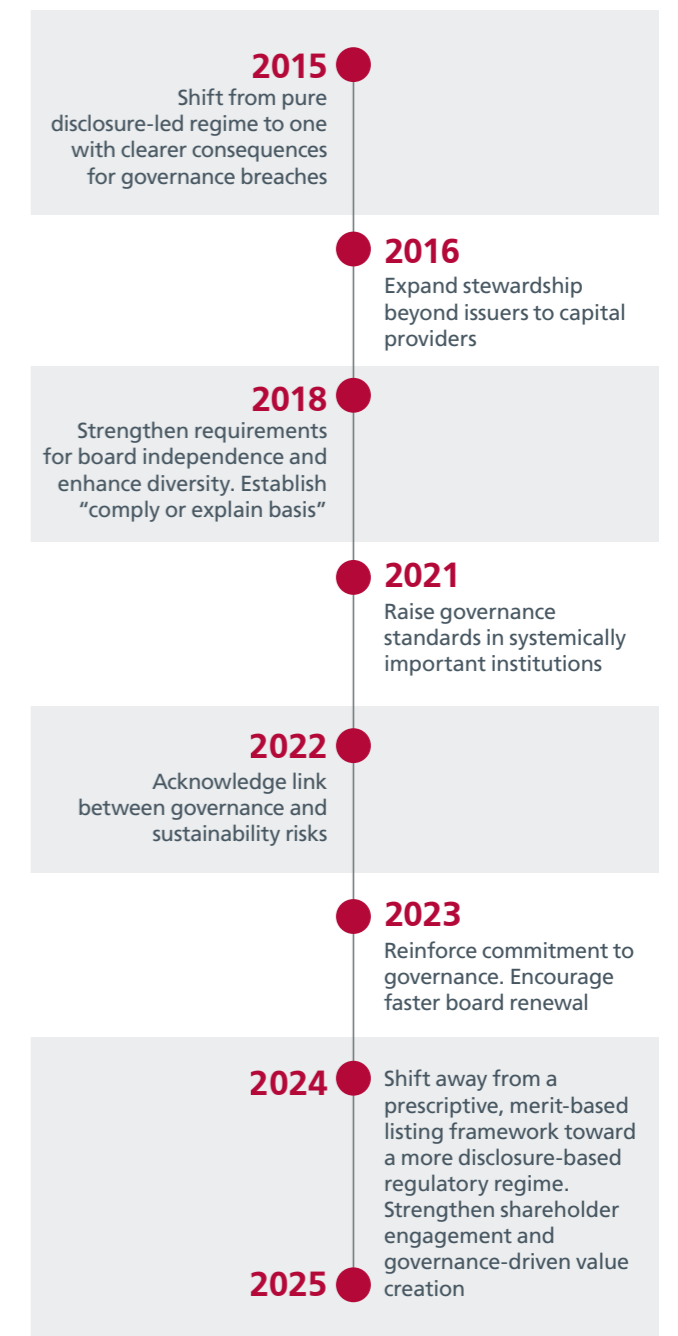 2015
Shift from pure
disclosure-led regime to one
with clearer consequences
for governance breaches
2016
Expand stewardship
beyond issuers to capital
providers
2018
Strengthen requirements
for board independence and
enhance diversity. Establish
“comply or explain basis”
2021
Raise governance
standards in systemically
important institutions
2022
Acknowledge link
between governance and
sustainability risks
2023
Reinforce commitment to
governance. Encourage
faster board renewal
2024
Shift away from a
prescriptive, merit-based
listing framework toward
a more disclosure-based
regulatory regime.
Strengthen shareholder
engagement and
governance-driven value
creation
2025